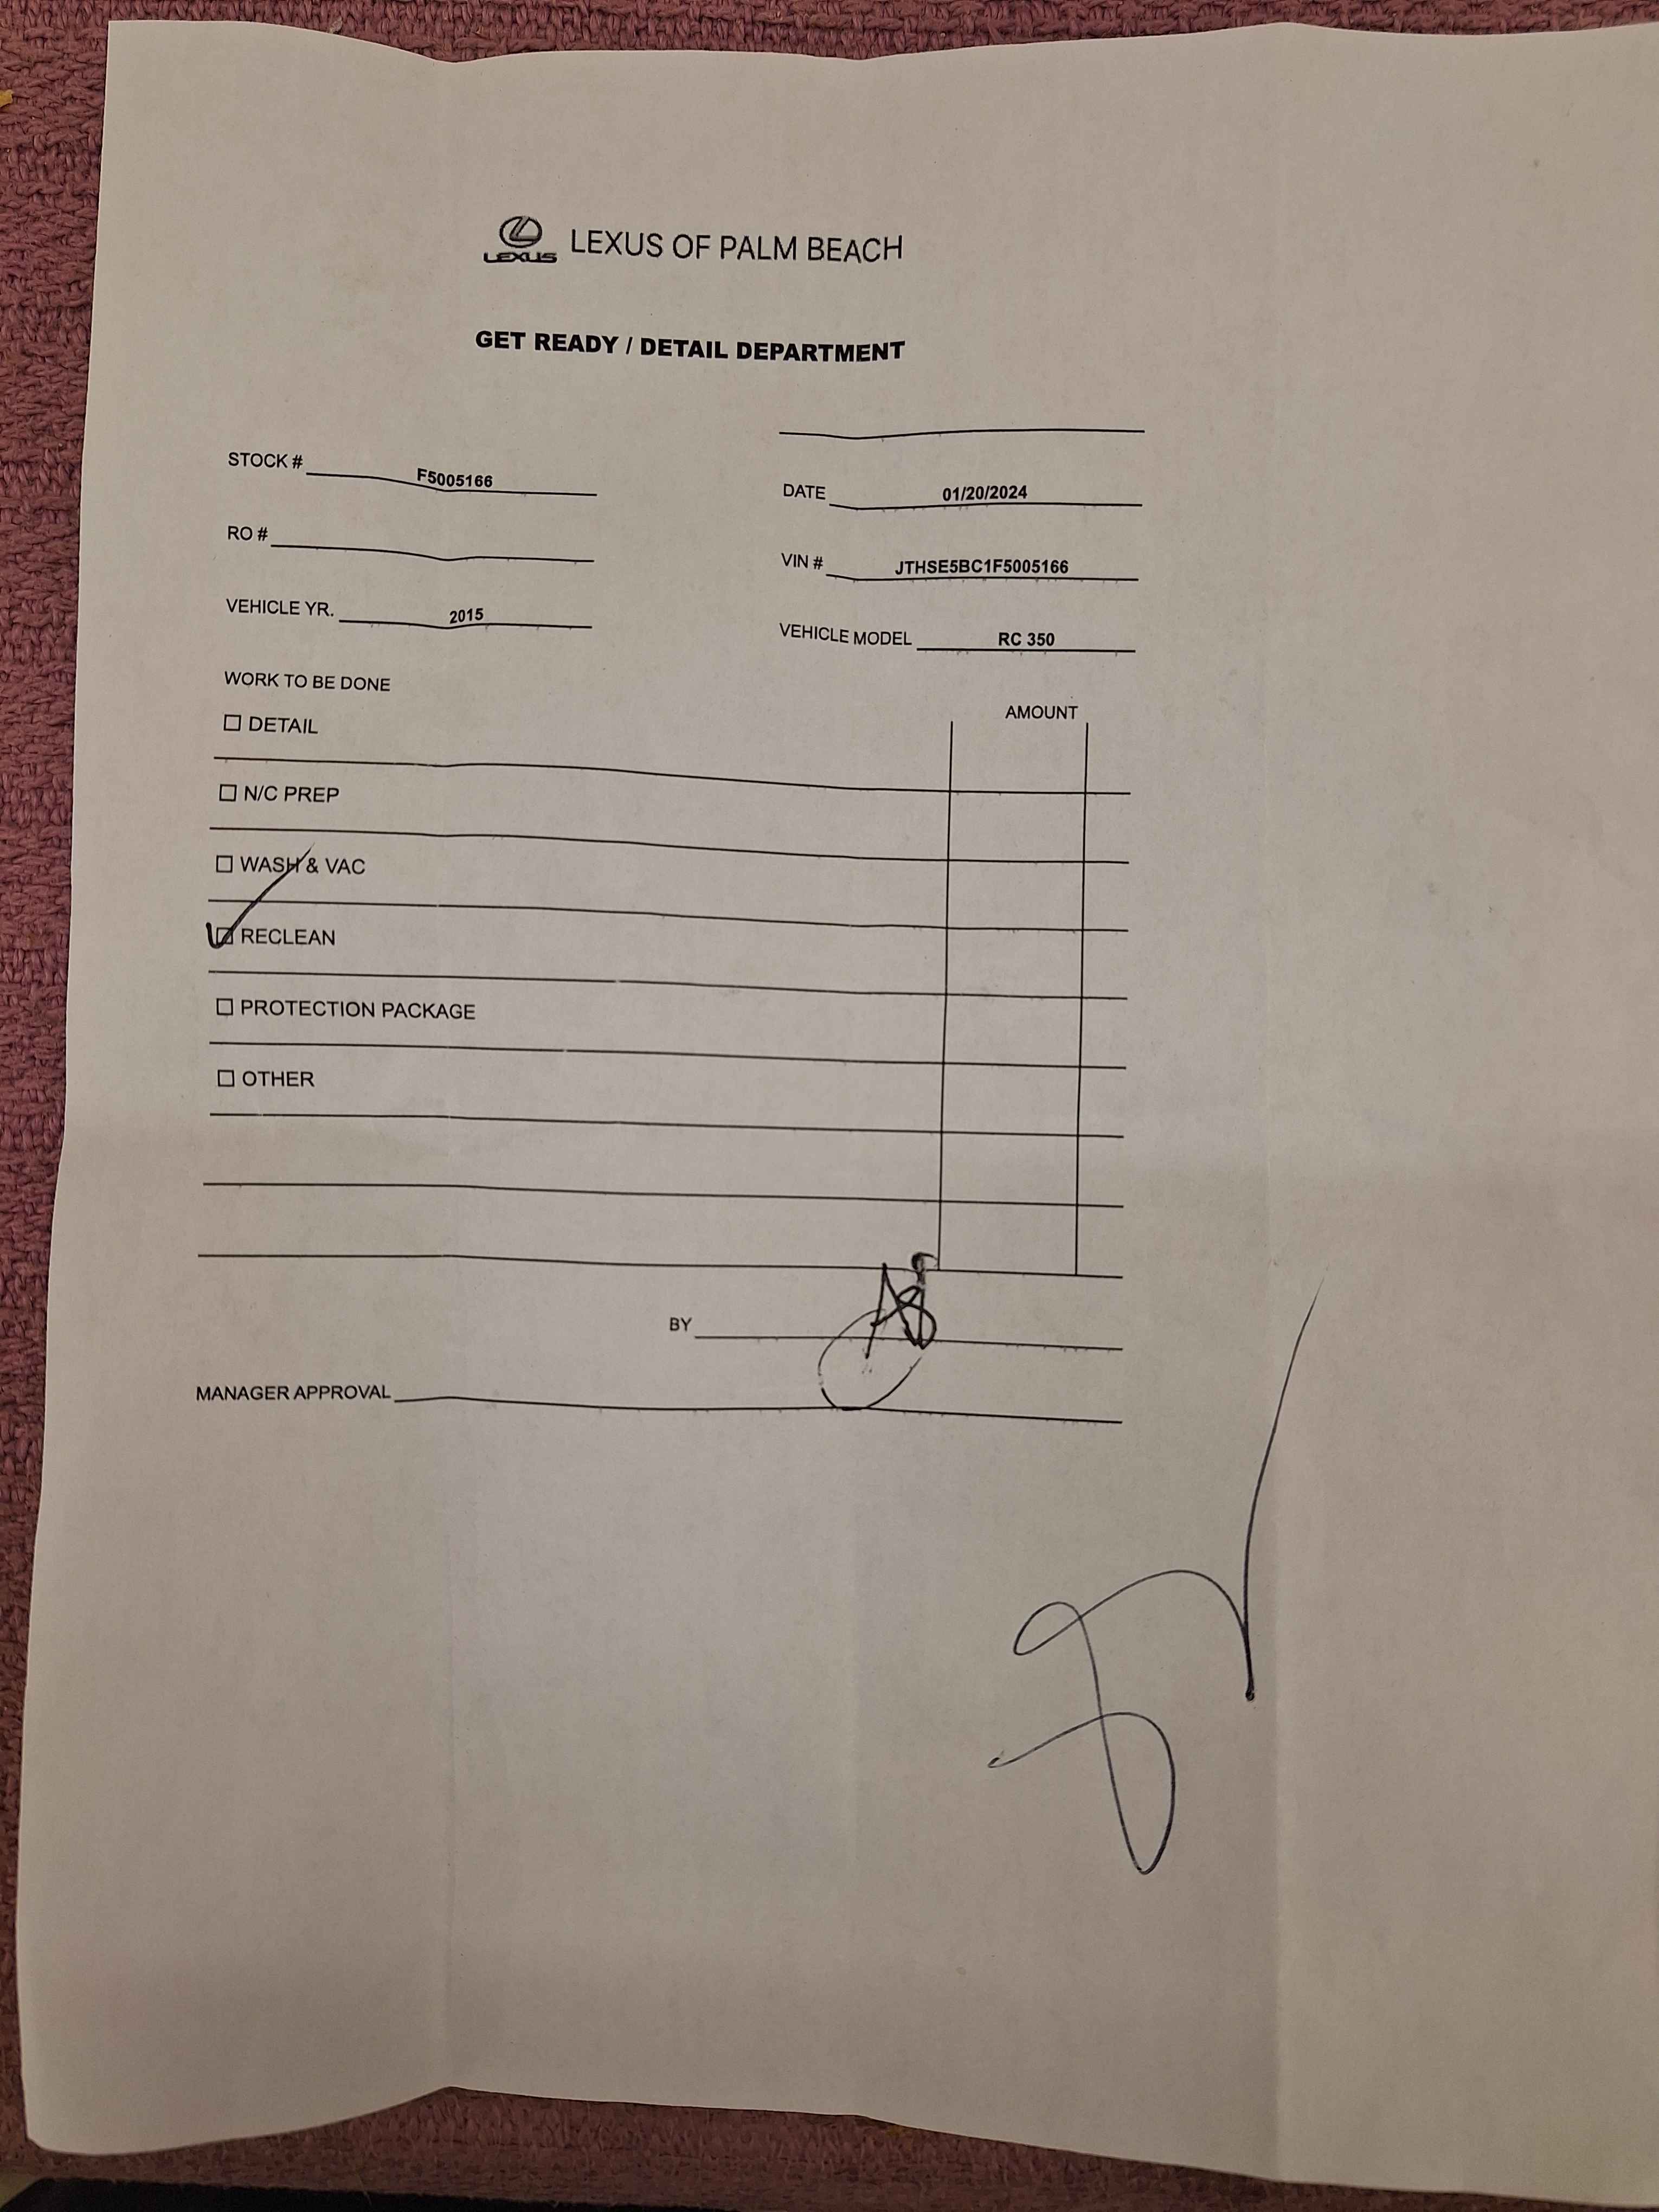 LEXUS LEXUS OF PALM BEACH
GET READY / DETAIL DEPARTMENT
STOCK # F5005166
DATE 01/20/2024
RO #
VIN # JTHSE5BC1F5005166
VEHICLE YR. 2015
VEHICLE MODEL RC 350
WORK TO BE DONE
AMOUNT
DETAIL
N/C PREP
WASH & VAC
RECLEAN
PROTECTION PACKAGE
OTHER
BY
MANAGER APPROVAL